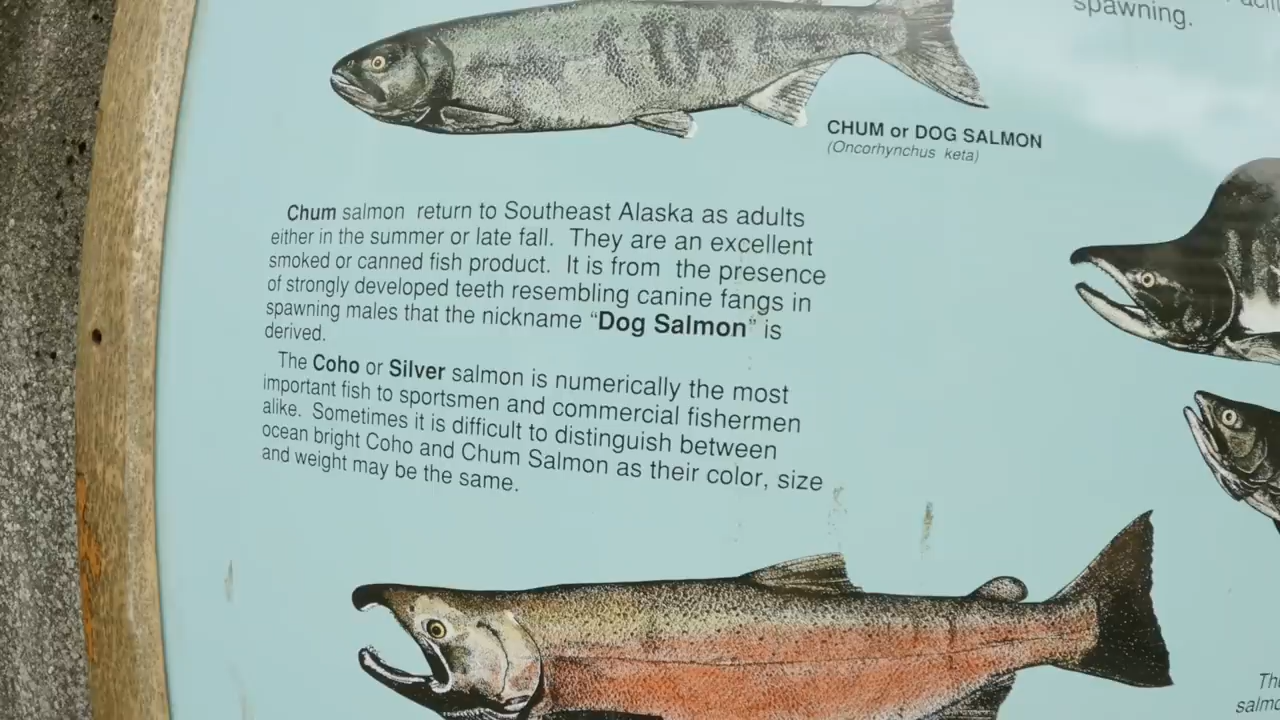 spawning.
CHUM or DOG SALMON
(Oncorhynchus keta)
Chum salmon return to Southeast Alaska as adults
either in the summer or late fall. They are an excellent
smoked or canned fish product. It is from the presence
of strongly developed teeth resembling canine fangs in
spawning males that the nickname “Dog Salmon” is
derived.
The Coho or Silver salmon is numerically the most
important fish to sportsmen and commercial fishermen
alike. Sometimes it is difficult to distinguish between
ocean bright Coho and Chum Salmon as their color, size
and weight may be the same.